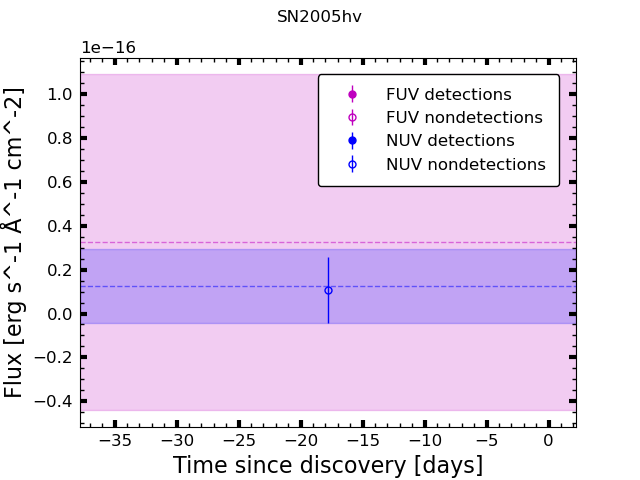 SN2005hv
1e−16
FUV detections
FUV nondetections
NUV detections
NUV nondetections
1.0
0.8
0.6
0.4
0.2
0.0
−0.2
−0.4
Flux [erg s^-1 Å^-1 cm^-2]
−35 −30 −25 −20 −15 −10 −5 0
Time since discovery [days]